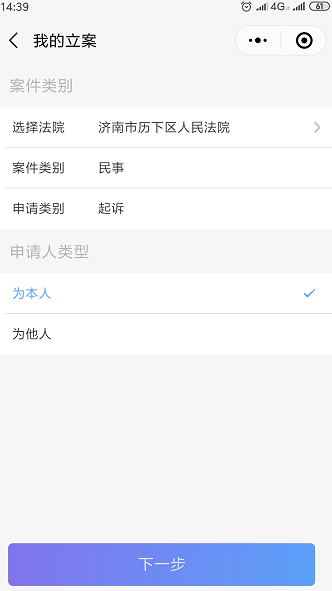 14:39 4G 61
我的立案
案件类别
选择法院 济南市历下区人民法院
案件类别 民事
申请类别 起诉
申请人类型
为本人
为他人
下一步